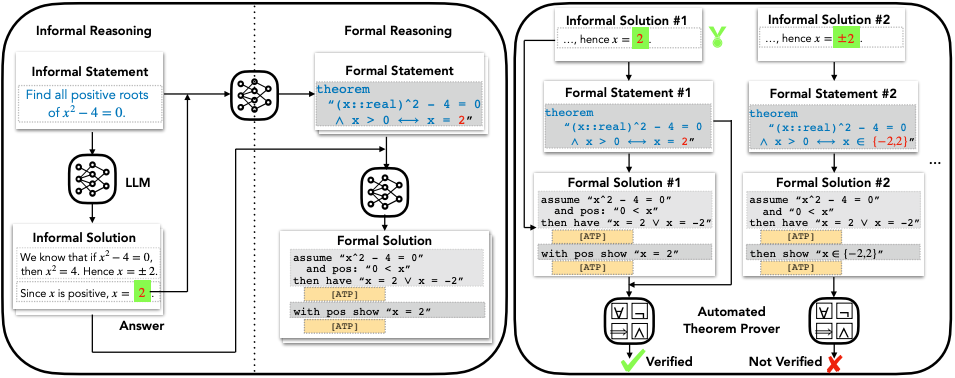 Informal Reasoning
Formal Reasoning
Informal Statement
Find all positive roots
of x² − 4 = 0.
LLM
Informal Solution
We know that if x² − 4 = 0,
then x² = 4. Hence x = ± 2.
Since x is positive, x = 2 .
Answer
Formal Statement
theorem
"(x::real)^2 - 4 = 0
∧ x > 0 ⟷ x = 2"
Formal Solution
assume "x^2 - 4 = 0"
and pos: "0 < x"
then have "x = 2 ∨ x = -2"
[ATP]
with pos show "x = 2"
[ATP]
Informal Solution #1
..., hence x = 2 .
Formal Statement #1
theorem
"(x::real)^2 - 4 = 0
∧ x > 0 ⟷ x = 2"
Formal Solution #1
assume "x^2 - 4 = 0"
and pos: "0 < x"
then have "x = 2 ∨ x = -2"
[ATP]
with pos show "x = 2"
[ATP]
∀ ¬
⟹ ∧
Verified
Informal Solution #2
..., hence x = ±2 .
Formal Statement #2
theorem
"(x::real)^2 - 4 = 0
∧ x > 0 ⟷ x ∈ {-2,2}"
Formal Solution #2
assume "x^2 - 4 = 0"
and "0 < x"
then have "x = 2 ∨ x = -2"
[ATP]
then show "x ∈ {-2,2}"
[ATP]
∀ ¬
⟹ ∧
Not Verified
Automated
Theorem Prover
...